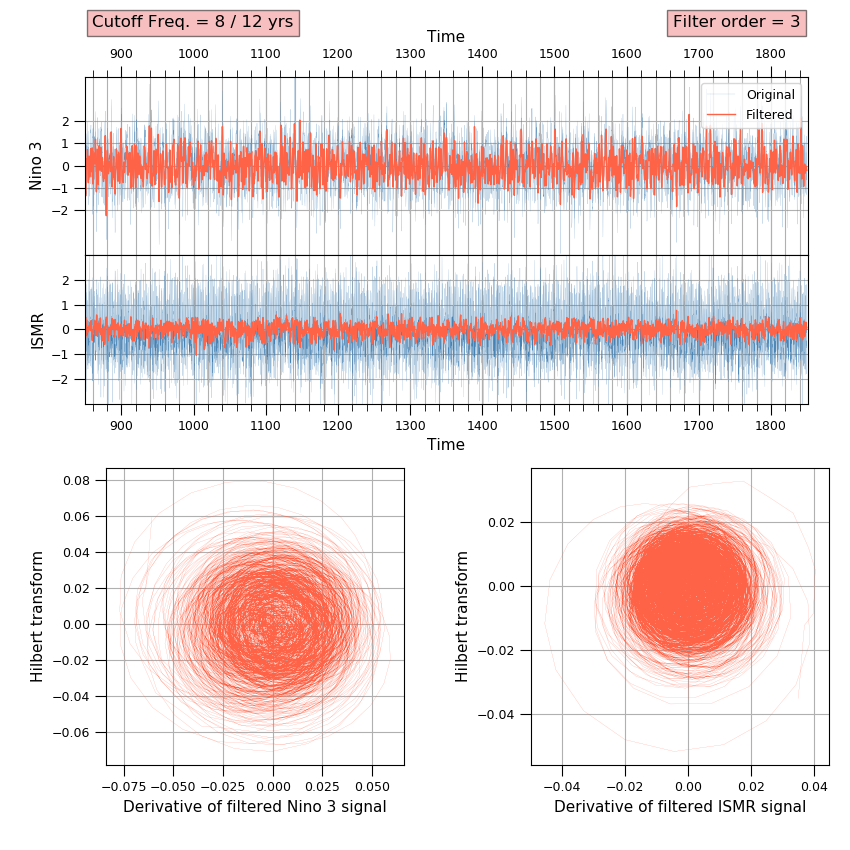 Cutoff Freq. = 8 / 12 yrs
Filter order = 3
Time
900 1000 1100 1200 1300 1400 1500 1600 1700 1800
Original
Filtered
Nino 3
2
1
0
−1
−2
ISMR
2
1
0
−1
−2
900 1000 1100 1200 1300 1400 1500 1600 1700 1800
Time
Hilbert transform
0.08
0.06
0.04
0.02
0.00
−0.02
−0.04
−0.06
−0.075 −0.050 −0.025 0.000 0.025 0.050
Derivative of filtered Nino 3 signal
Hilbert transform
0.02
0.00
−0.02
−0.04
−0.04 −0.02 0.00 0.02 0.04
Derivative of filtered ISMR signal